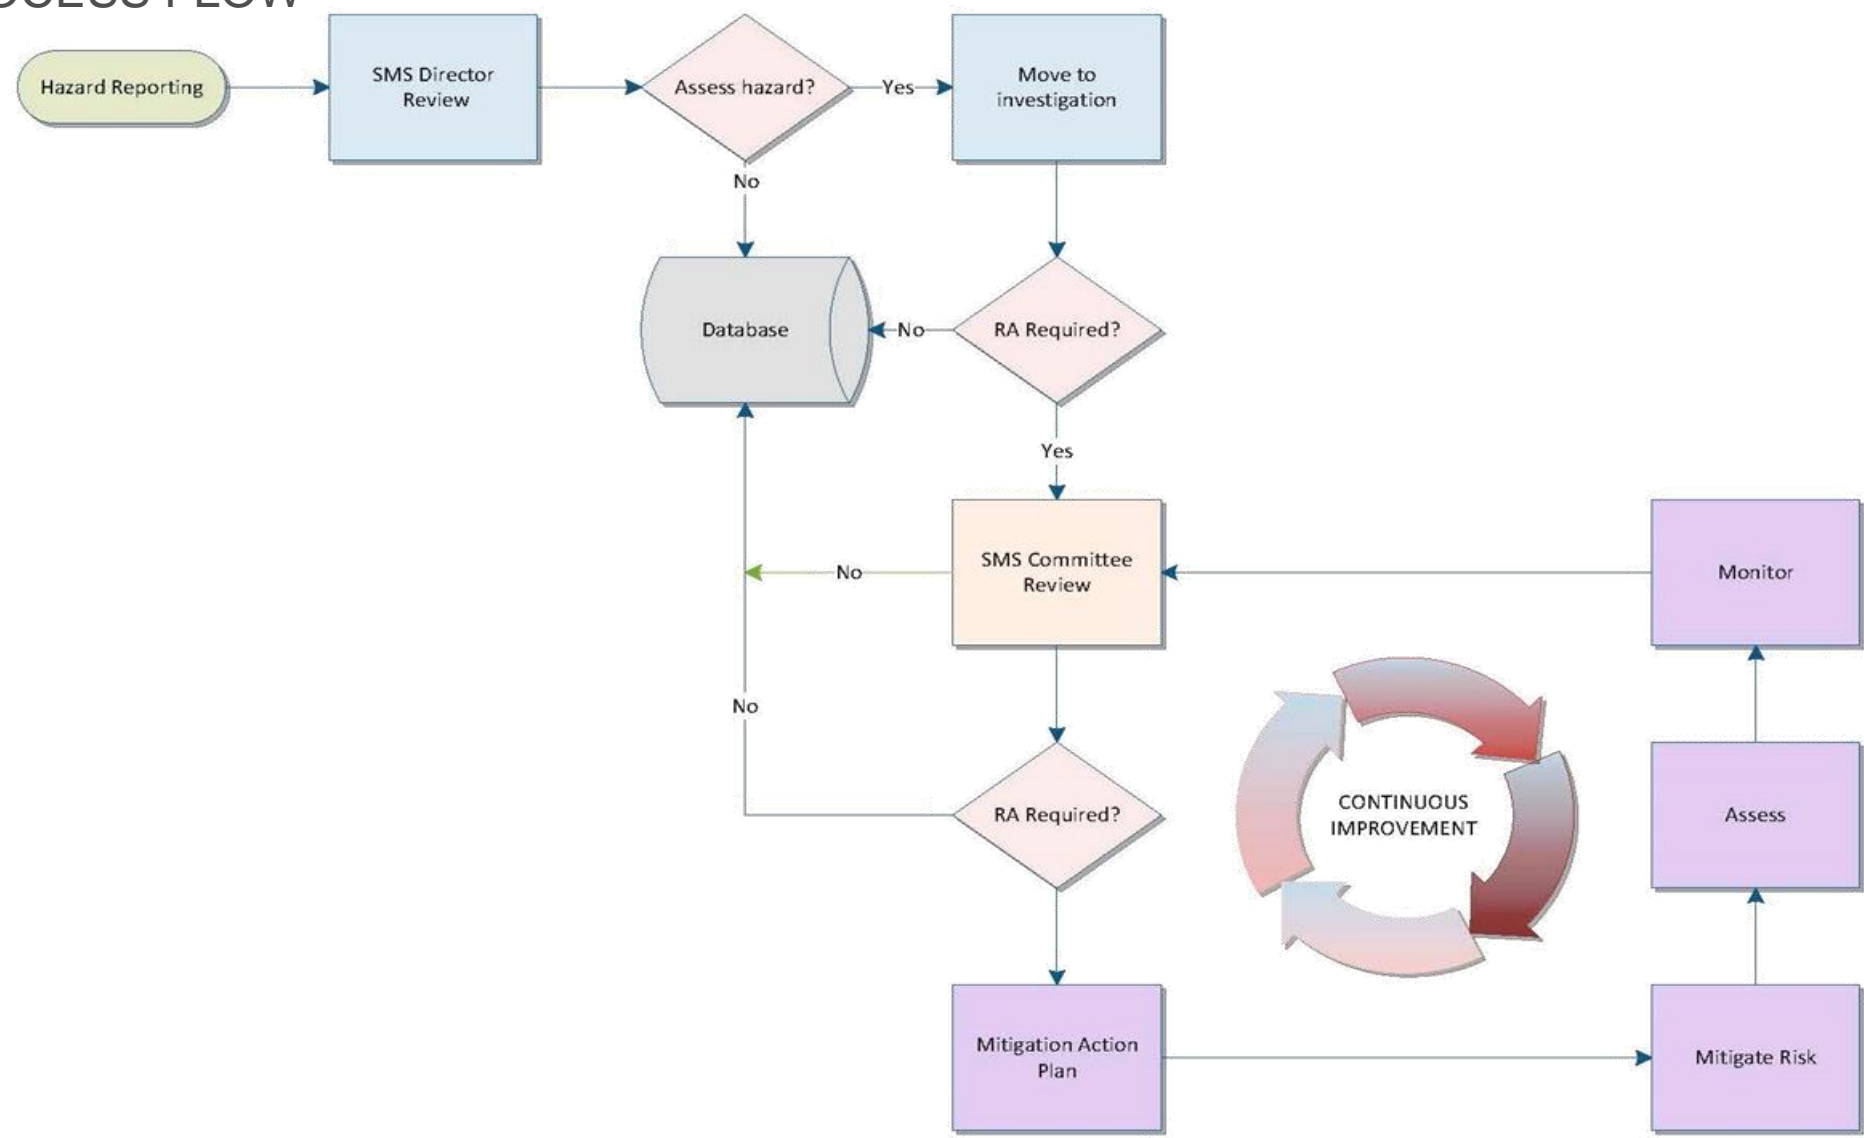 Hazard Reporting
SMS Director
Review
Assess hazard?
Yes
Move to
investigation
No
Database
No
RA Required?
Yes
SMS Committee
Review
No
Monitor
No
RA Required?
CONTINUOUS
IMPROVEMENT
Assess
Mitigation Action
Plan
Mitigate Risk